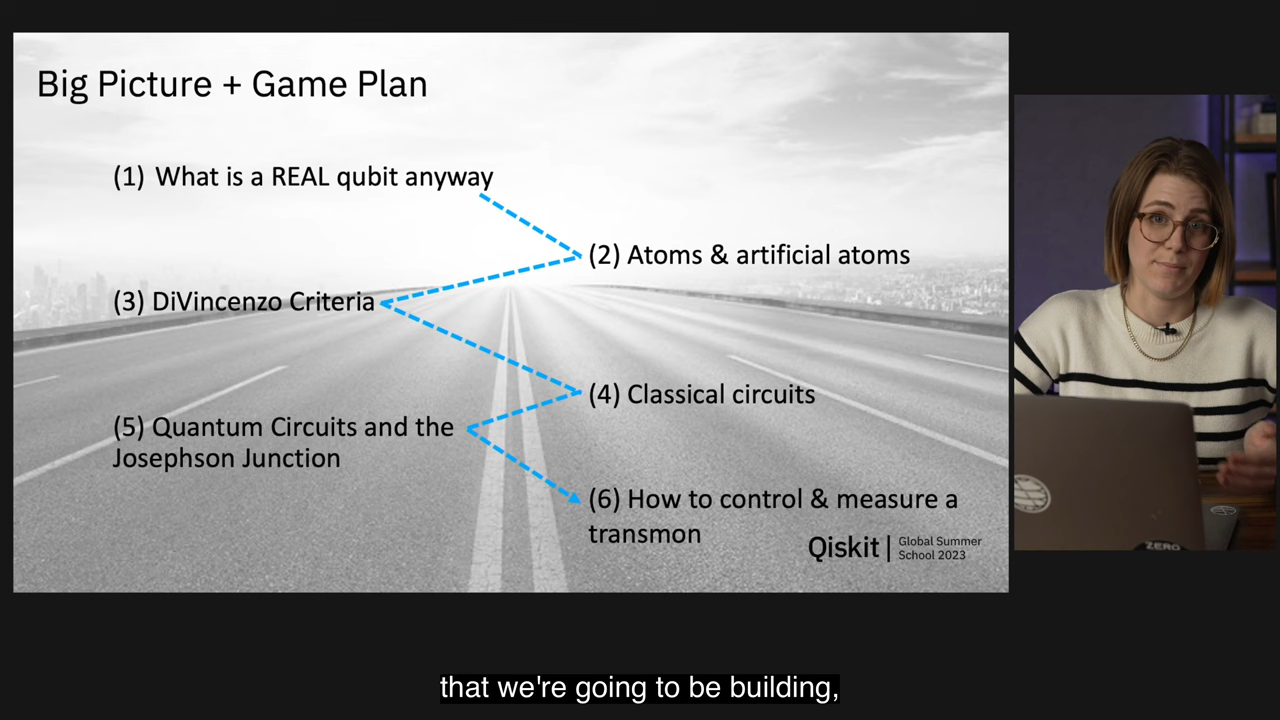 Big Picture + Game Plan
(1) What is a REAL qubit anyway
(2) Atoms & artificial atoms
(3) DiVincenzo Criteria
(4) Classical circuits
(5) Quantum Circuits and the
Josephson Junction
(6) How to control & measure a
transmon
Qiskit | Global Summer
School 2023
ZERO
that we're going to be building,